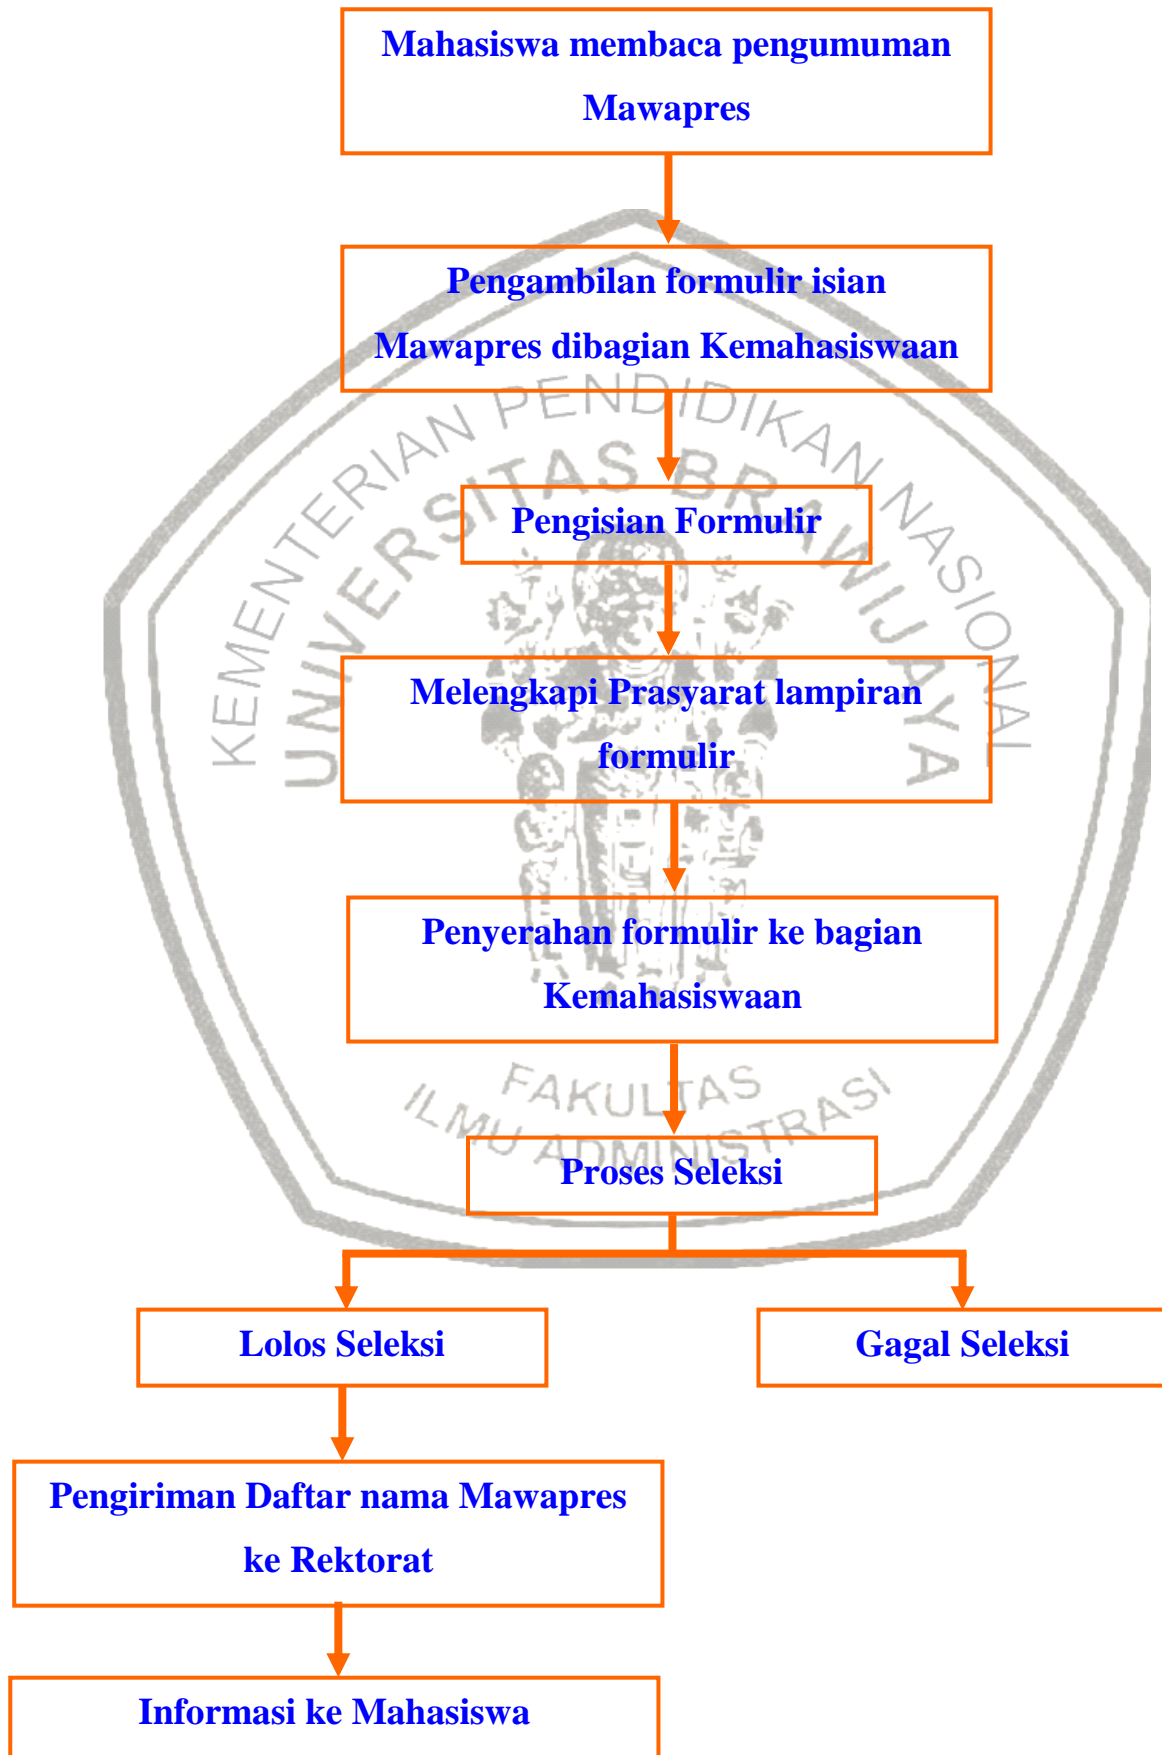 Mahasiswa membaca pengumuman
Mawapres
Pengambilan formulir isian
Mawapres dibagian Kemahasiswaan
KEMENTERIAN PENDIDIKAN NASIONAL
UNIVERSITAS BRAWIJAYA
Pengisian Formulir
Melengkapi Prasyarat lampiran
formulir
Penyerahan formulir ke bagian
Kemahasiswaan
FAKULTAS
ILMU ADMINISTRASI
Proses Seleksi
Lolos Seleksi
Gagal Seleksi
Pengiriman Daftar nama Mawapres
ke Rektorat
Informasi ke Mahasiswa